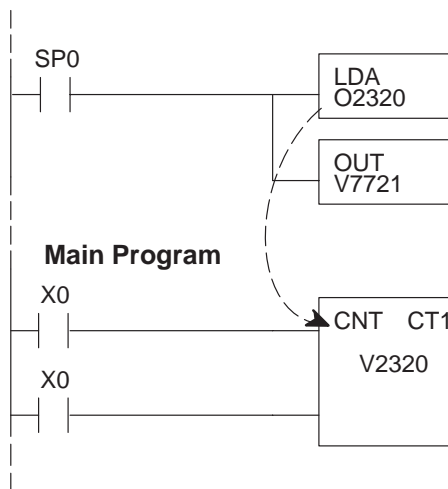 SP0
LDA
O2320
OUT
V7721
Main Program
X0
CNT CT1
V2320
X0